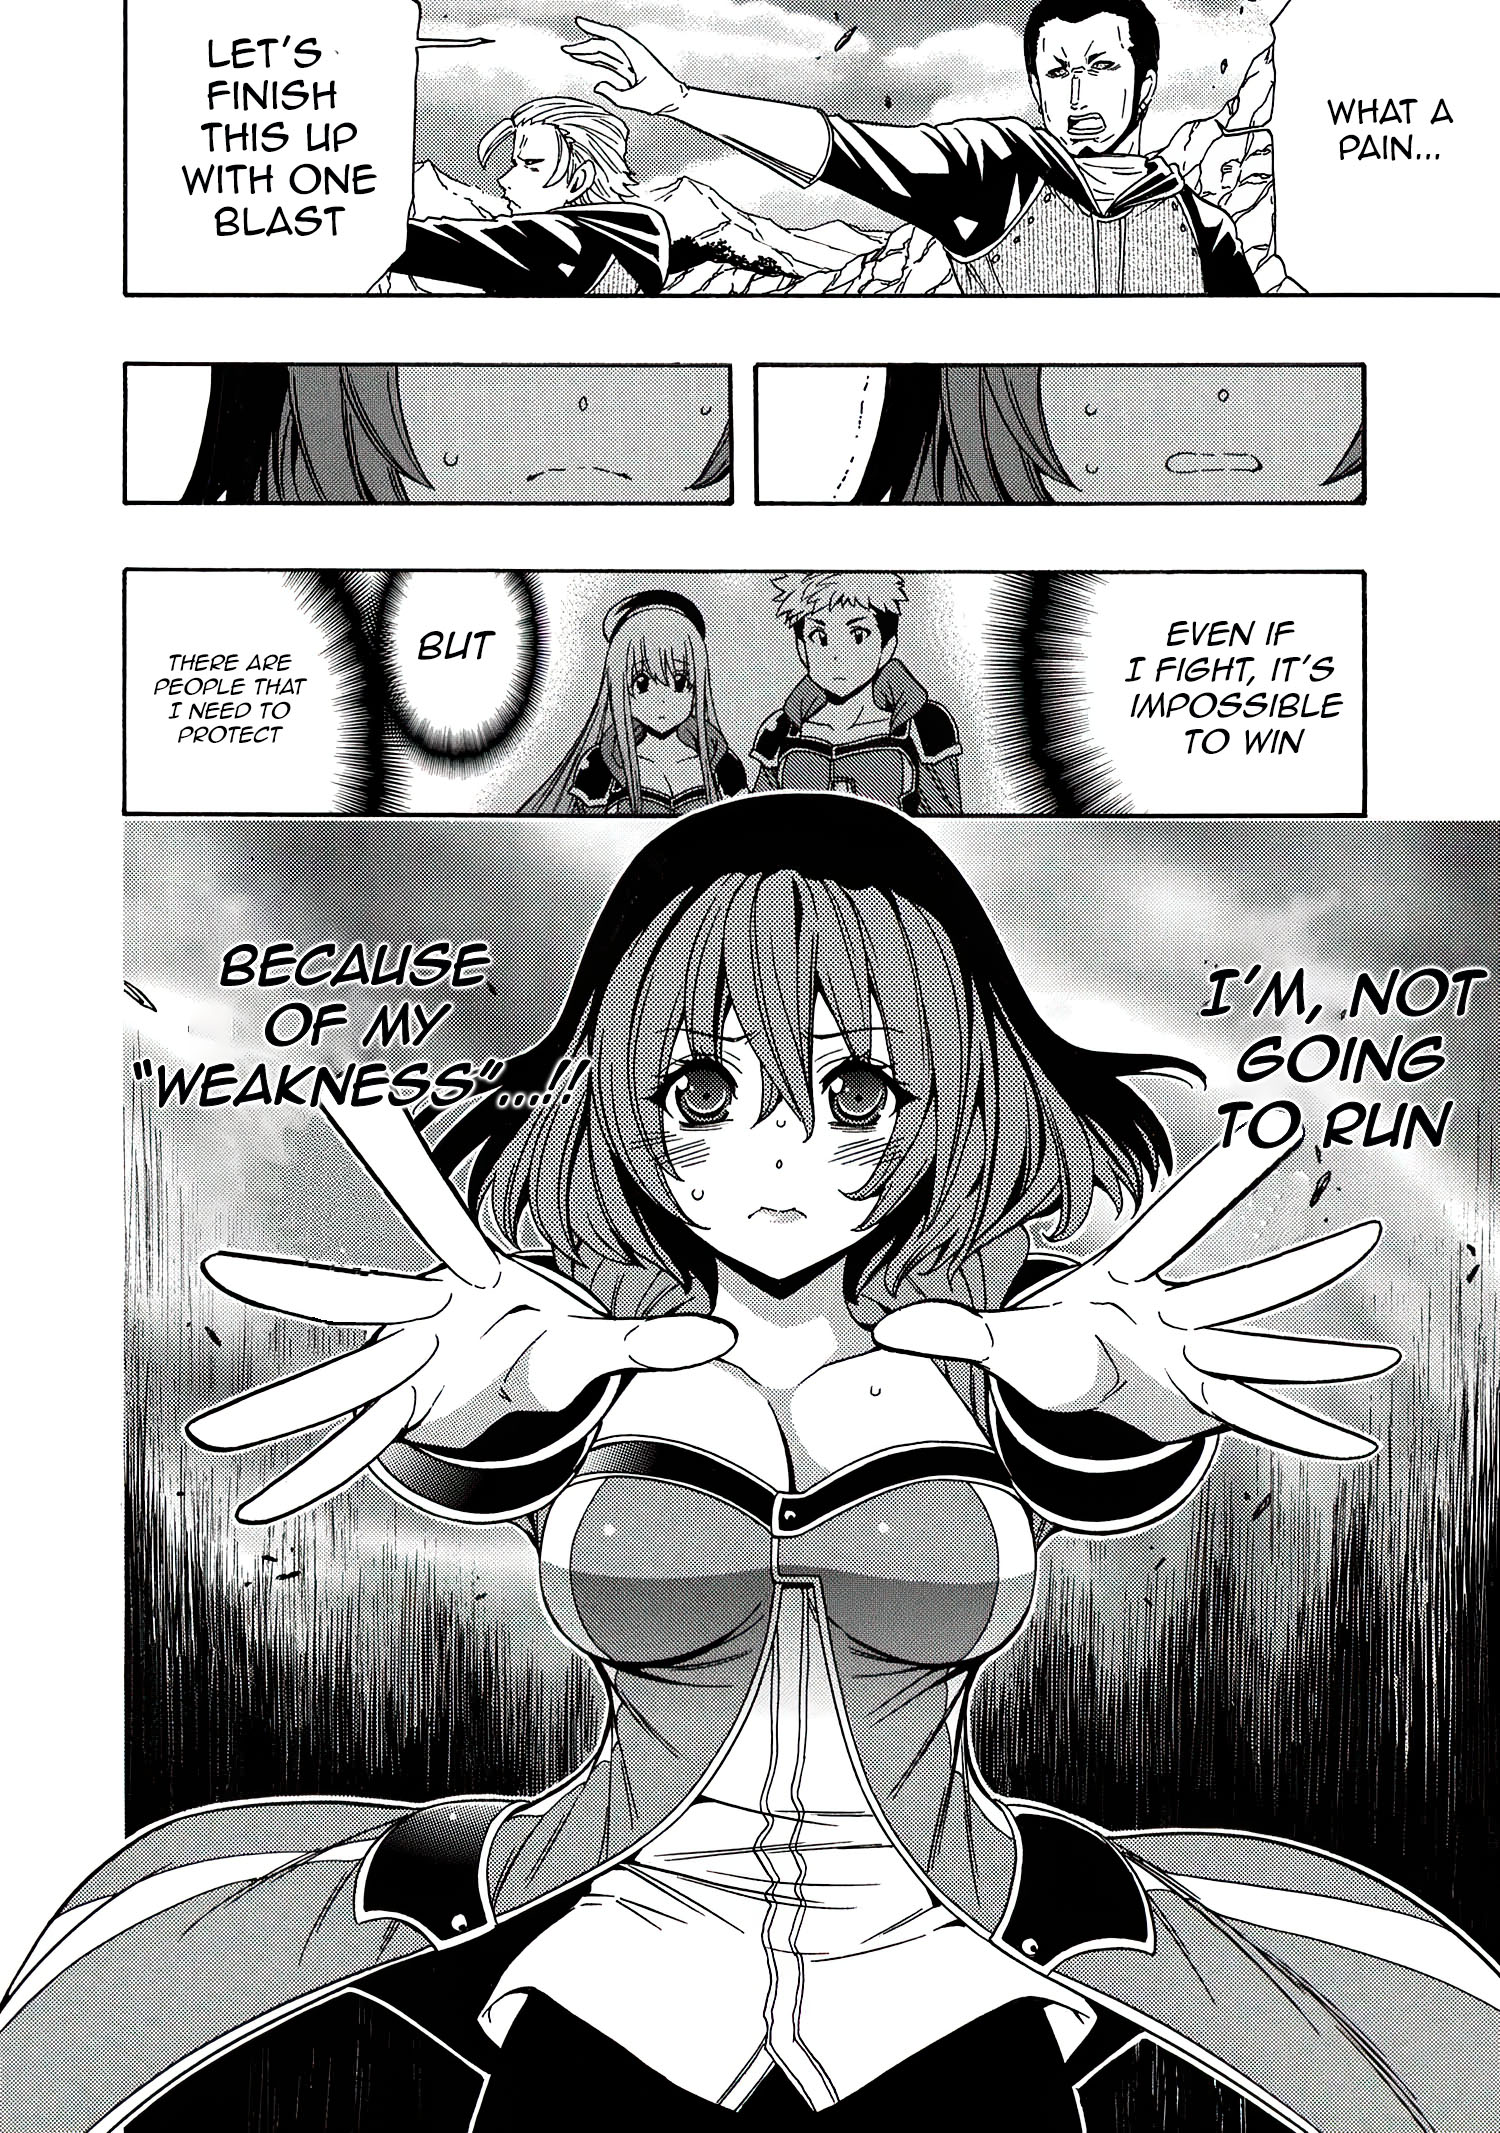 WHAT A
PAIN...
LET'S
FINISH
THIS UP
WITH ONE
BLAST
EVEN IF
I FIGHT, IT'S
IMPOSSIBLE
TO WIN
BUT
THERE ARE
PEOPLE THAT
I NEED TO
PROTECT
I'M, NOT
GOING
TO RUN
BECAUSE
OF MY
"WEAKNESS"...!!